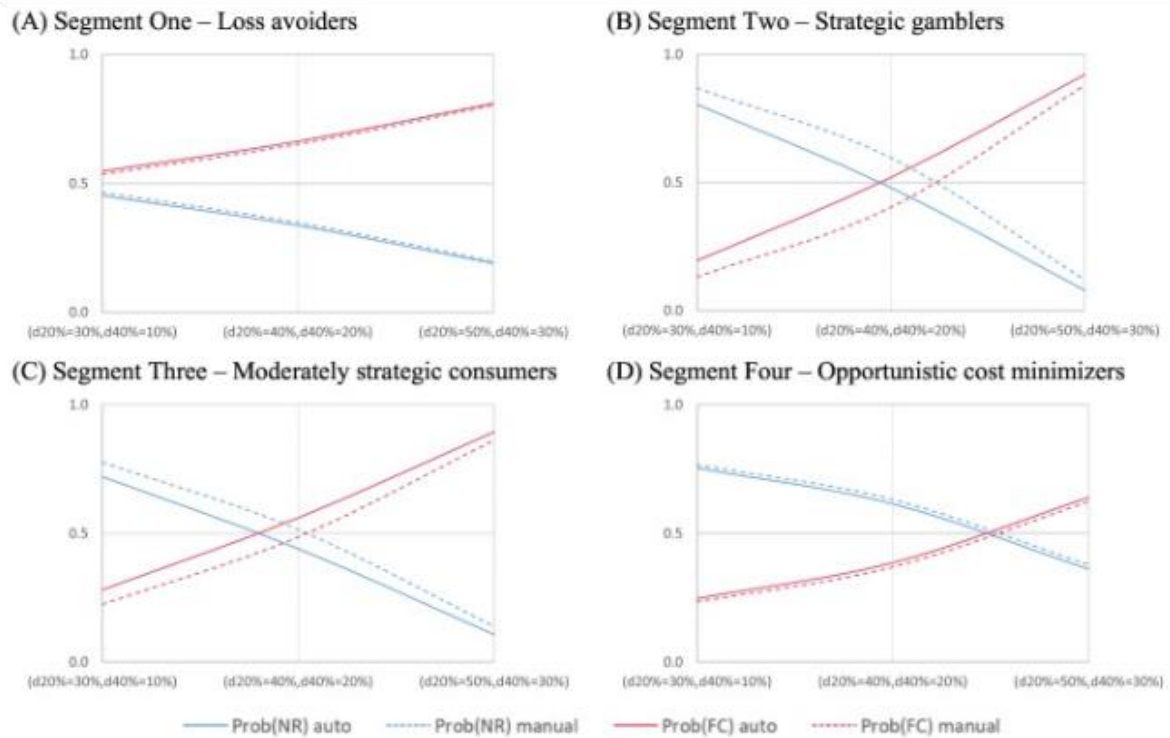 (A) Segment One – Loss avoiders
1.0
0.5
0.0
(d20%=30%,d40%=10%) (d20%=40%,d40%=20%) (d20%=50%,d40%=30%)
(B) Segment Two – Strategic gamblers
1.0
0.5
0.0
(d20%=30%,d40%=10%) (d20%=40%,d40%=20%) (d20%=50%,d40%=30%)
(C) Segment Three – Moderately strategic consumers
1.0
0.5
0.0
(d20%=30%,d40%=10%) (d20%=40%,d40%=20%) (d20%=50%,d40%=30%)
(D) Segment Four – Opportunistic cost minimizers
1.0
0.5
0.0
(d20%=30%,d40%=10%) (d20%=40%,d40%=20%) (d20%=50%,d40%=30%)
Prob(NR) auto Prob(NR) manual Prob(FC) auto Prob(FC) manual